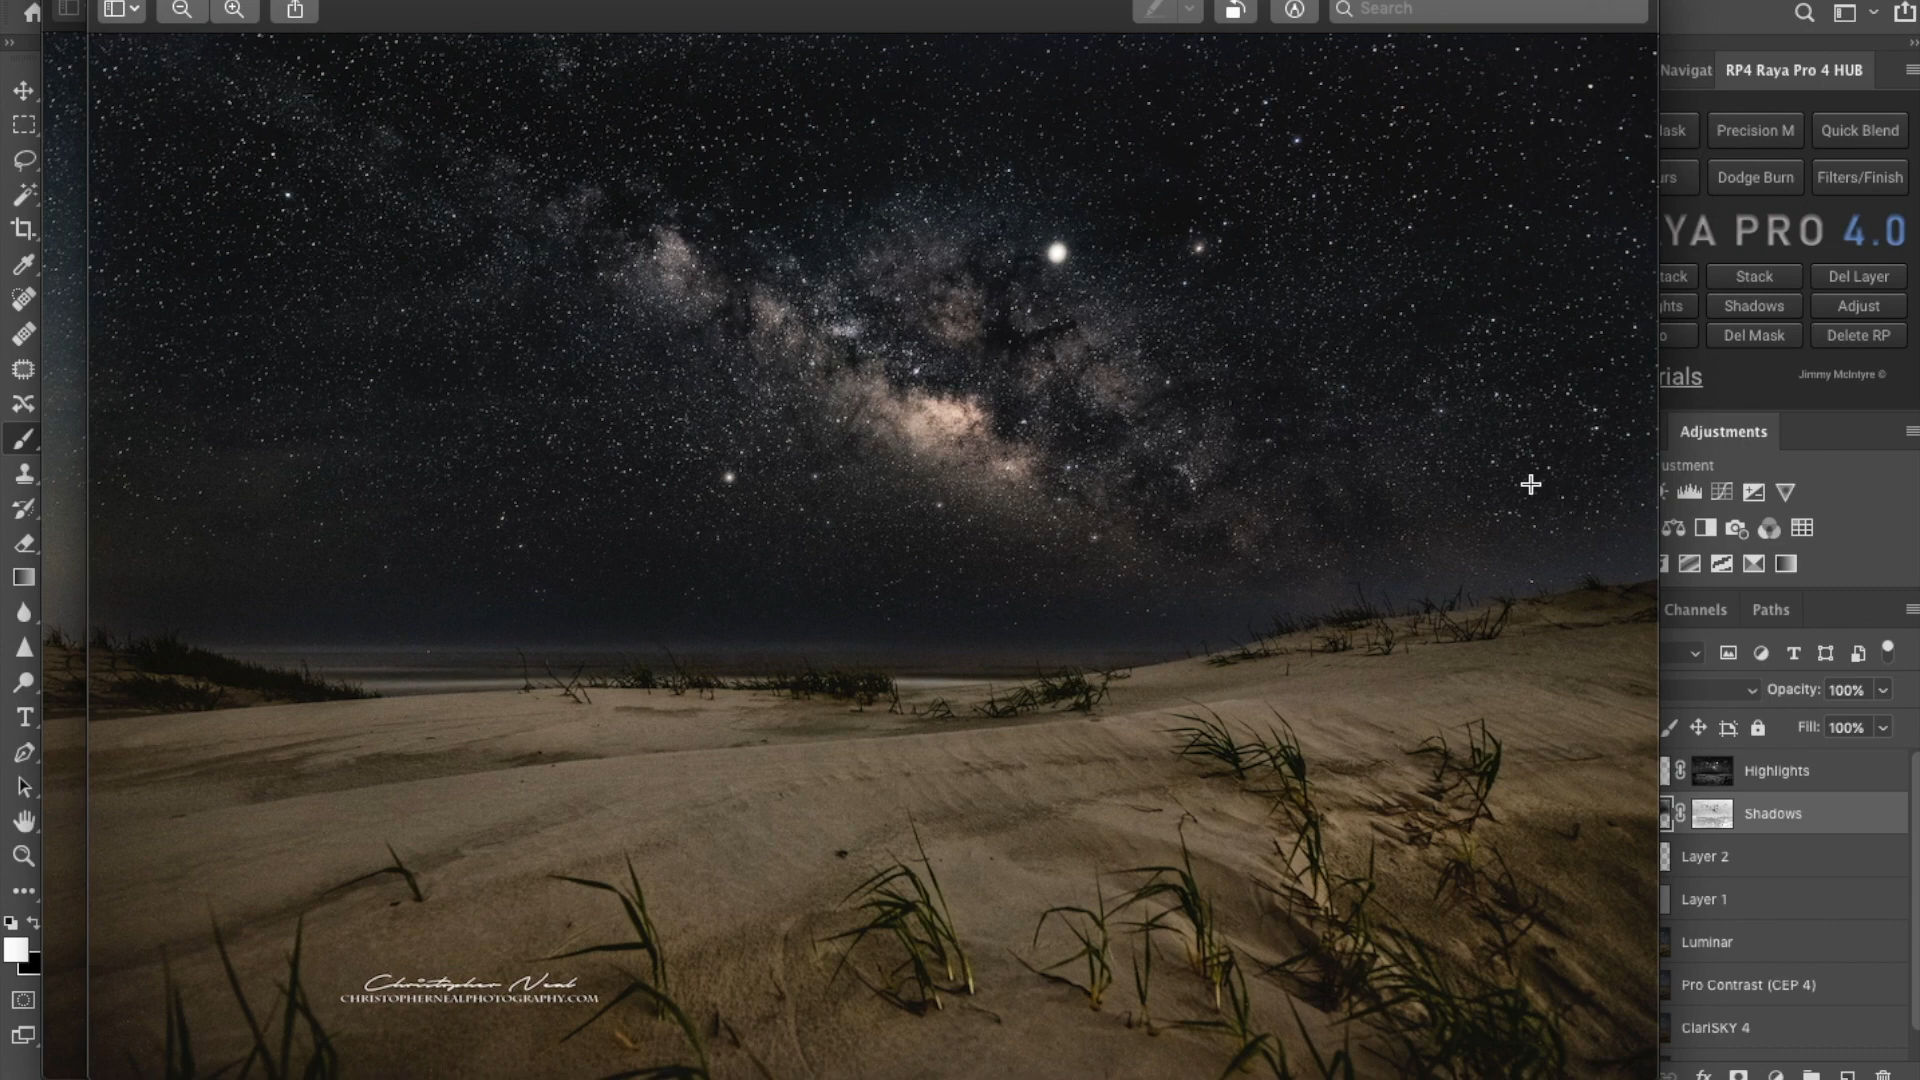 Search
Navigat
RP4 Raya Pro 4 HUB
lask
Precision M
Quick Blend
urs
Dodge Burn
Filters/Finish
YA PRO 4.0
tack
Stack
Del Layer
hts
Shadows
Adjust
o
Del Mask
Delete RP
rials
Jimmy McIntyre ©
Adjustments
ustment
Channels
Paths
Opacity: 100%
Fill: 100%
Highlights
Shadows
Layer 2
Layer 1
Luminar
Pro Contrast (CEP 4)
ClariSKY 4
fx
Christopher Neal
CHRISTOPHERNEALPHOTOGRAPHY.COM